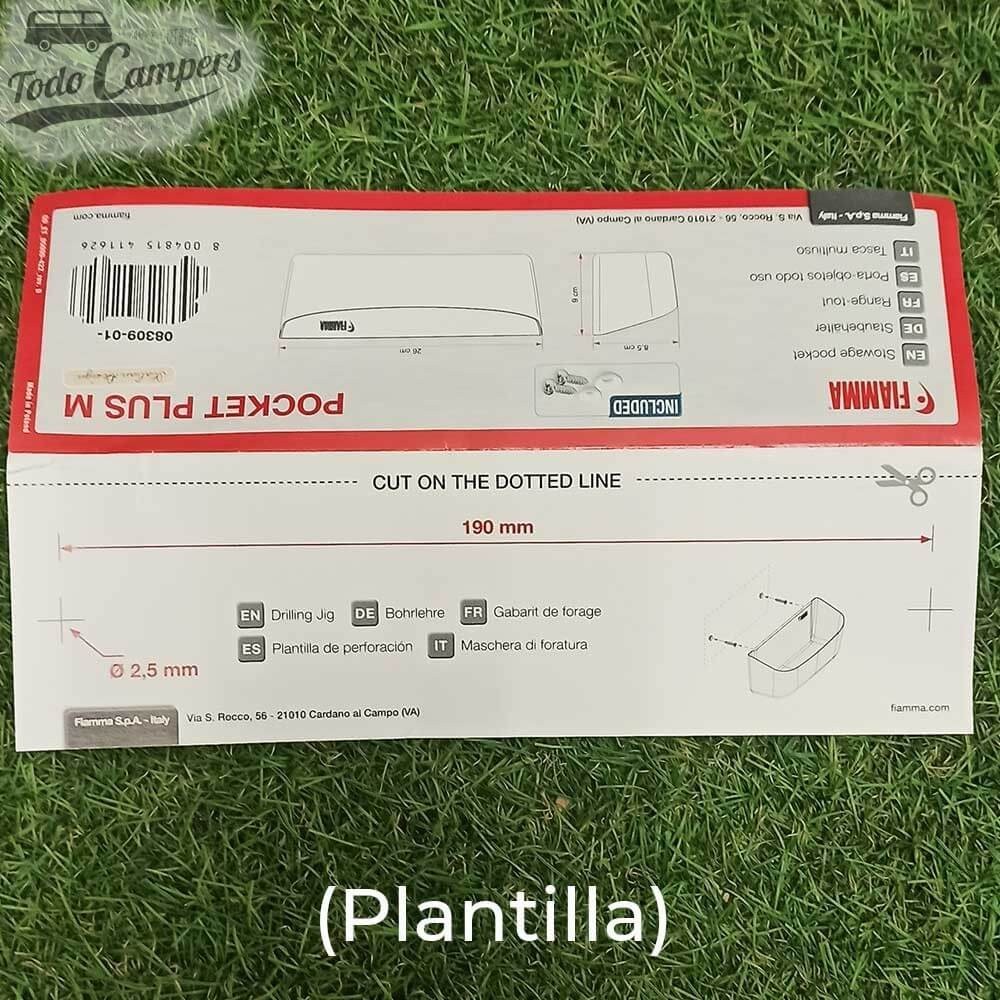 Todo Campers
FIAMMA
POCKET PLUS M
INCLUDED
EN Stowage pocket
DE Staubehälter
FR Range-tout
ES Porta-objetos todo uso
IT Tasca multiuso
8,5 cm
9 cm
26 cm
FIAMMA
08309-01-
8 004815 411626
Made in Poland
Fiamma S.p.A. - Italy
Via S. Rocco, 56 - 21010 Cardano al Campo (VA)
fiamma.com
CUT ON THE DOTTED LINE
190 mm
EN Drilling Jig DE Bohrlehre FR Gabarit de forage
ES Plantilla de perforación IT Maschera di foratura
Ø 2,5 mm
Fiamma S.p.A. - Italy Via S. Rocco, 56 - 21010 Cardano al Campo (VA)
fiamma.com
(Plantilla)